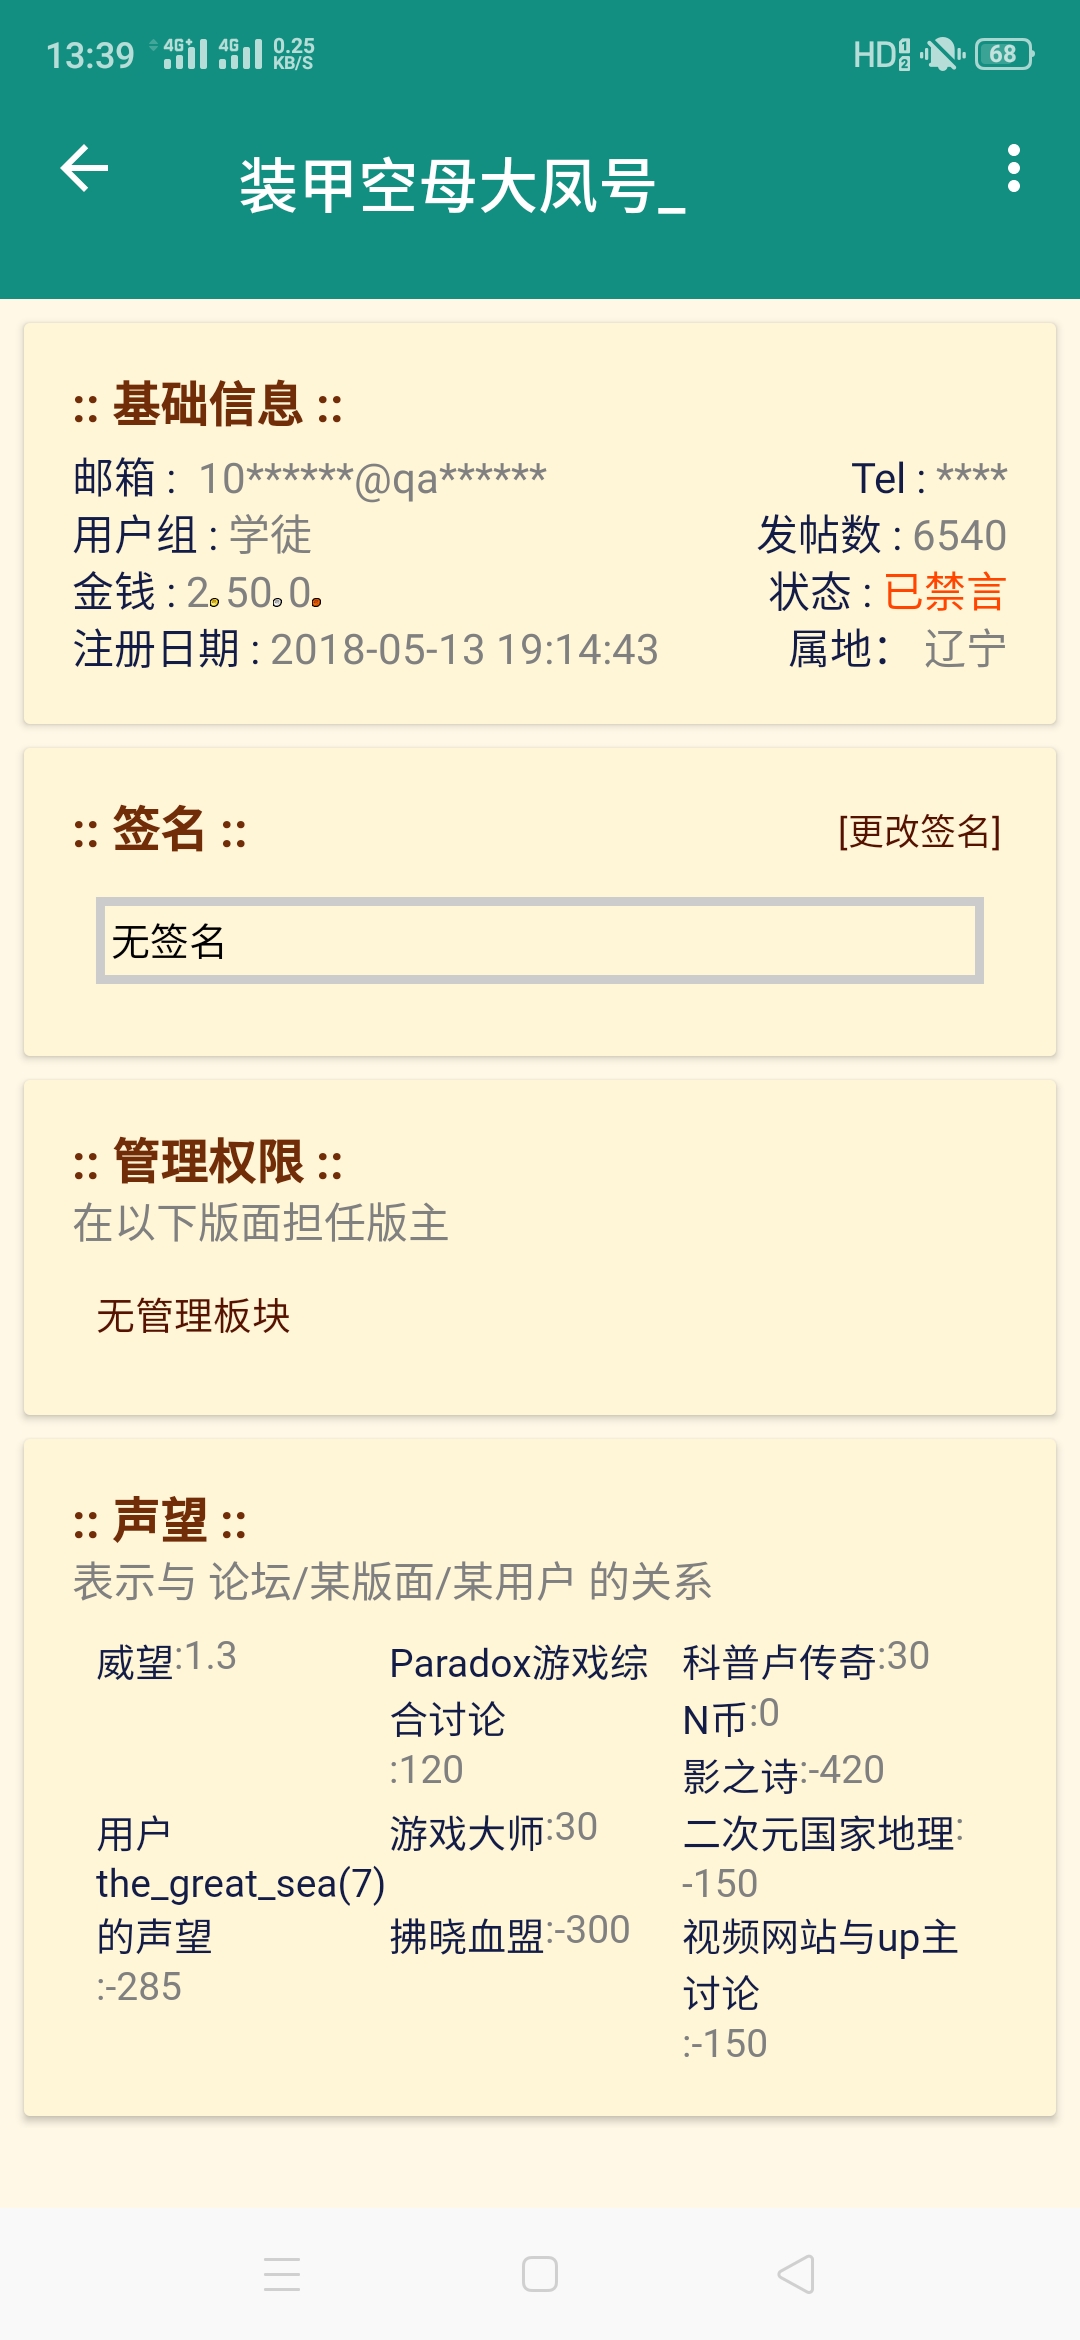 13:39 4G+ 4G 0.25 KB/S HD 1 2 68
装甲空母大凤号_
:: 基础信息 ::
邮箱 : 10******@qa****** Tel : ****
用户组 : 学徒 发帖数 : 6540
金钱 : 2 50 0 状态 : 已禁言
注册日期 : 2018-05-13 19:14:43 属地： 辽宁
:: 签名 :: [更改签名]
无签名
:: 管理权限 ::
在以下版面担任版主
无管理板块
:: 声望 ::
表示与 论坛/某版面/某用户 的关系
威望:1.3
Paradox游戏综
合讨论
:120
科普卢传奇:30
N币:0
影之诗:-420
用户
the_great_sea(7)
的声望
:-285
游戏大师:30
拂晓血盟:-300
二次元国家地理:
-150
视频网站与up主
讨论
:-150